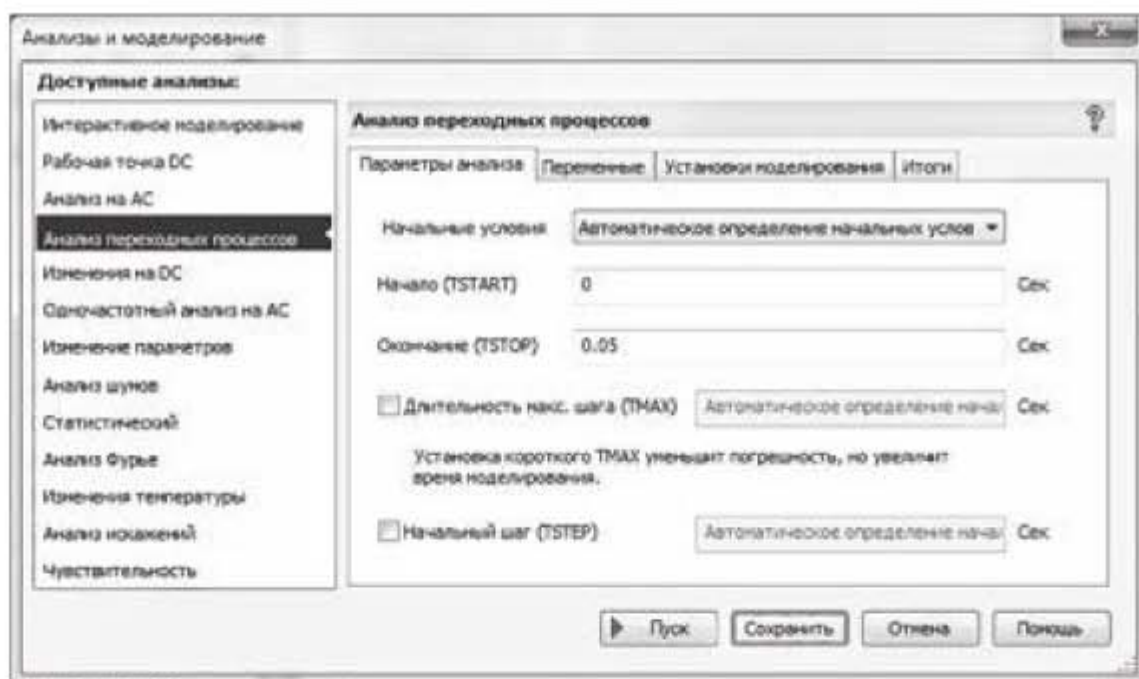 Анализы и моделирование
Доступные анализы:
Интерактивное моделирование
Рабочая точка DC
Анализ на AC
Анализ переходных процессов
Изменения на DC
Одночастотный анализ на AC
Изменение параметров
Анализ шумов
Статистический
Анализ Фурье
Изменения температуры
Анализ искажений
Чувствительность
Анализ переходных процессов
Параметры анализа Переменные Установки моделирования Итоги
Начальные условия Автоматическое определение начальных услов
Начало (TSTART) 0 Сек
Окончание (TSTOP) 0.05 Сек
Длительность макс. шага (TMAX) Автоматическое определение начал Сек
Установка короткого TMAX уменьшит погрешность, но увеличит
время моделирования.
Начальный шаг (TSTEP) Автоматическое определение начал Сек
Пуск Сохранить Отмена Помощь